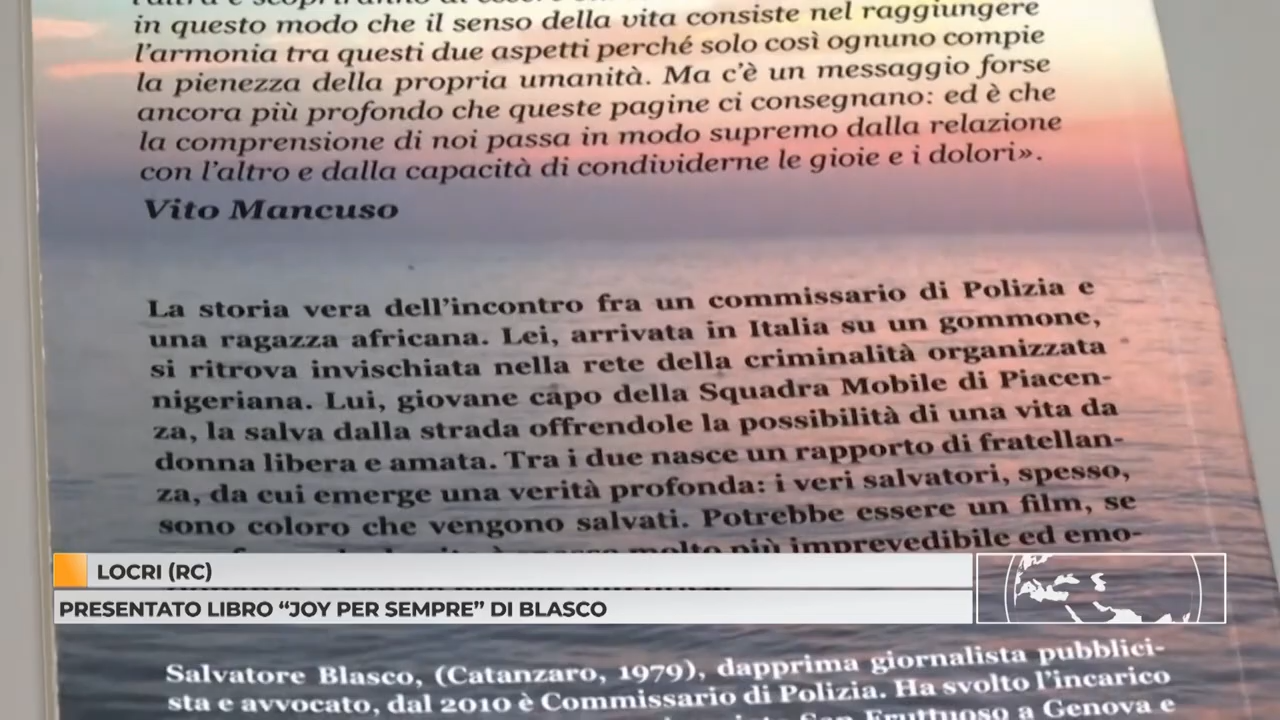 in questo modo che il senso della vita consiste nel raggiungere
l'armonia tra questi due aspetti perché solo così ognuno compie
la pienezza della propria umanità. Ma c'è un messaggio forse
ancora più profondo che queste pagine ci consegnano: ed è che
la comprensione di noi passa in modo supremo dalla relazione
con l'altro e dalla capacità di condividerne le gioie e i dolori».
Vito Mancuso
La storia vera dell'incontro fra un commissario di Polizia e
una ragazza africana. Lei, arrivata in Italia su un gommone,
si ritrova invischiata nella rete della criminalità organizzata
nigeriana. Lui, giovane capo della Squadra Mobile di Piacen-
za, la salva dalla strada offrendole la possibilità di una vita da
donna libera e amata. Tra i due nasce un rapporto di fratellan-
za, da cui emerge una verità profonda: i veri salvatori, spesso,
sono coloro che vengono salvati. Potrebbe essere un film, se
molto più imprevedibile ed emo-
LOCRI (RC)
PRESENTATO LIBRO “JOY PER SEMPRE” DI BLASCO
Salvatore Blasco, (Catanzaro, 1979), dapprima giornalista pubblici-
sta e avvocato, dal 2010 è Commissario di Polizia. Ha svolto l'incarico
San Fruttuoso a Genova e